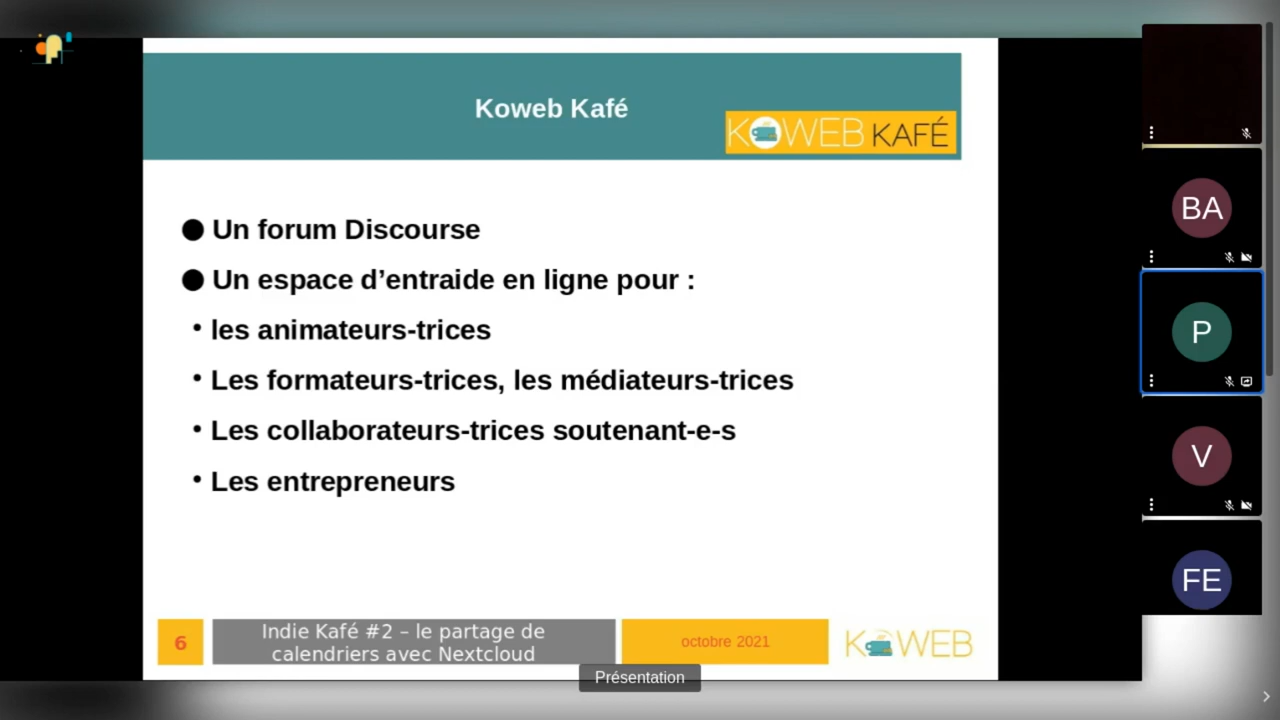 Koweb Kafé
KOWEB KAFÉ
● Un forum Discourse
● Un espace d’entraide en ligne pour :
• les animateurs-trices
• Les formateurs-trices, les médiateurs-trices
• Les collaborateurs-trices soutenant-e-s
• Les entrepreneurs
6
Indie Kafé #2 – le partage de
calendriers avec Nextcloud
octobre 2021
KOWEB
Présentation
BA
P
V
FE